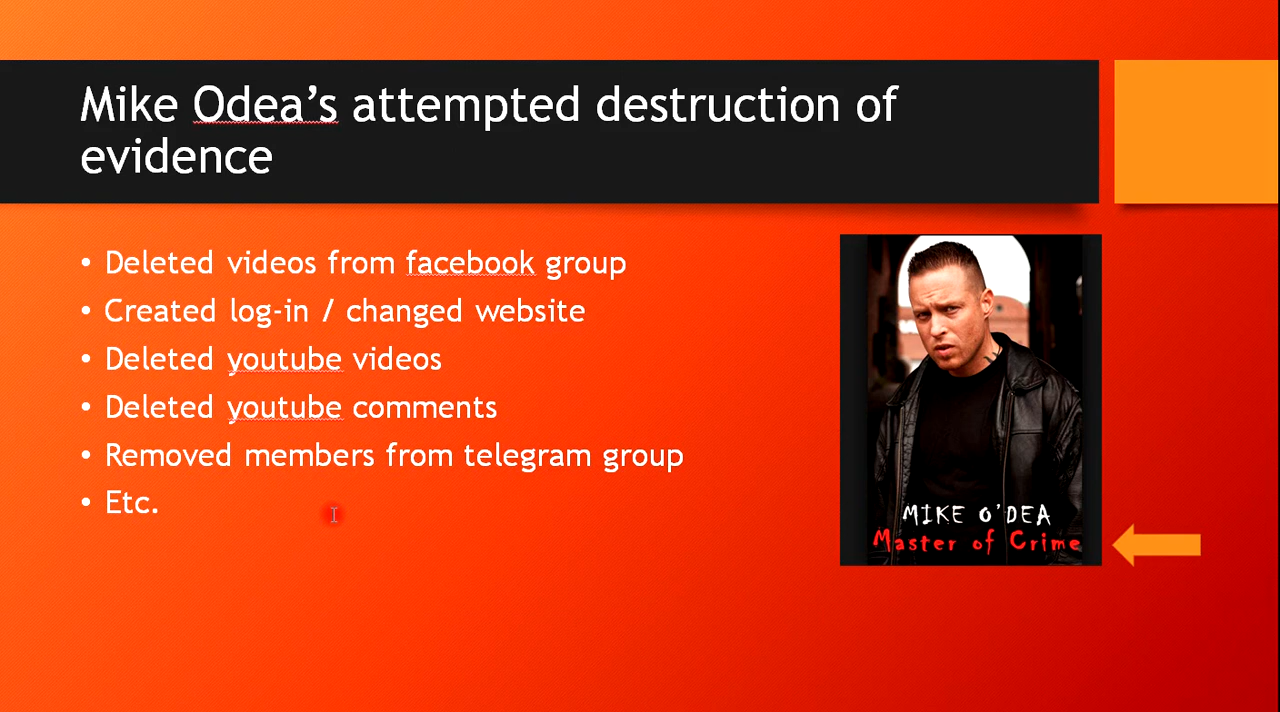 Mike Odea’s attempted destruction of
evidence
• Deleted videos from facebook group
• Created log-in / changed website
• Deleted youtube videos
• Deleted youtube comments
• Removed members from telegram group
• Etc.
MIKE O'DEA
Master of Crime